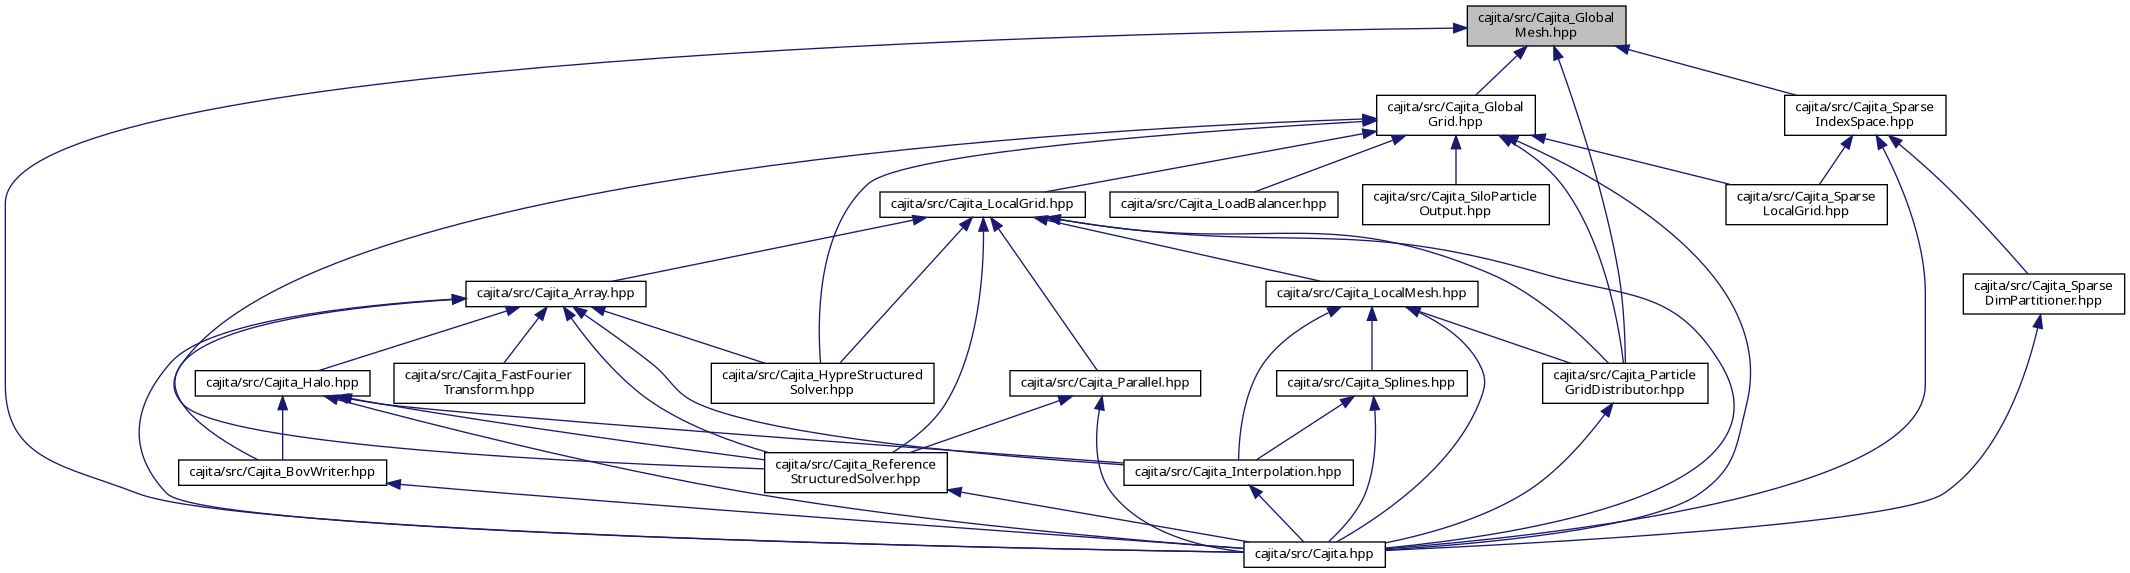 cajita/src/Cajita_Global
Mesh.hpp
cajita/src/Cajita_Global
Grid.hpp
cajita/src/Cajita_Sparse
IndexSpace.hpp
cajita/src/Cajita_LocalGrid.hpp
cajita/src/Cajita_LoadBalancer.hpp
cajita/src/Cajita_SiloParticle
Output.hpp
cajita/src/Cajita_Sparse
LocalGrid.hpp
cajita/src/Cajita_Array.hpp
cajita/src/Cajita_LocalMesh.hpp
cajita/src/Cajita_Sparse
DimPartitioner.hpp
cajita/src/Cajita_Halo.hpp
cajita/src/Cajita_FastFourier
Transform.hpp
cajita/src/Cajita_HypreStructured
Solver.hpp
cajita/src/Cajita_Parallel.hpp
cajita/src/Cajita_Splines.hpp
cajita/src/Cajita_Particle
GridDistributor.hpp
cajita/src/Cajita_BovWriter.hpp
cajita/src/Cajita_Reference
StructuredSolver.hpp
cajita/src/Cajita_Interpolation.hpp
cajita/src/Cajita.hpp